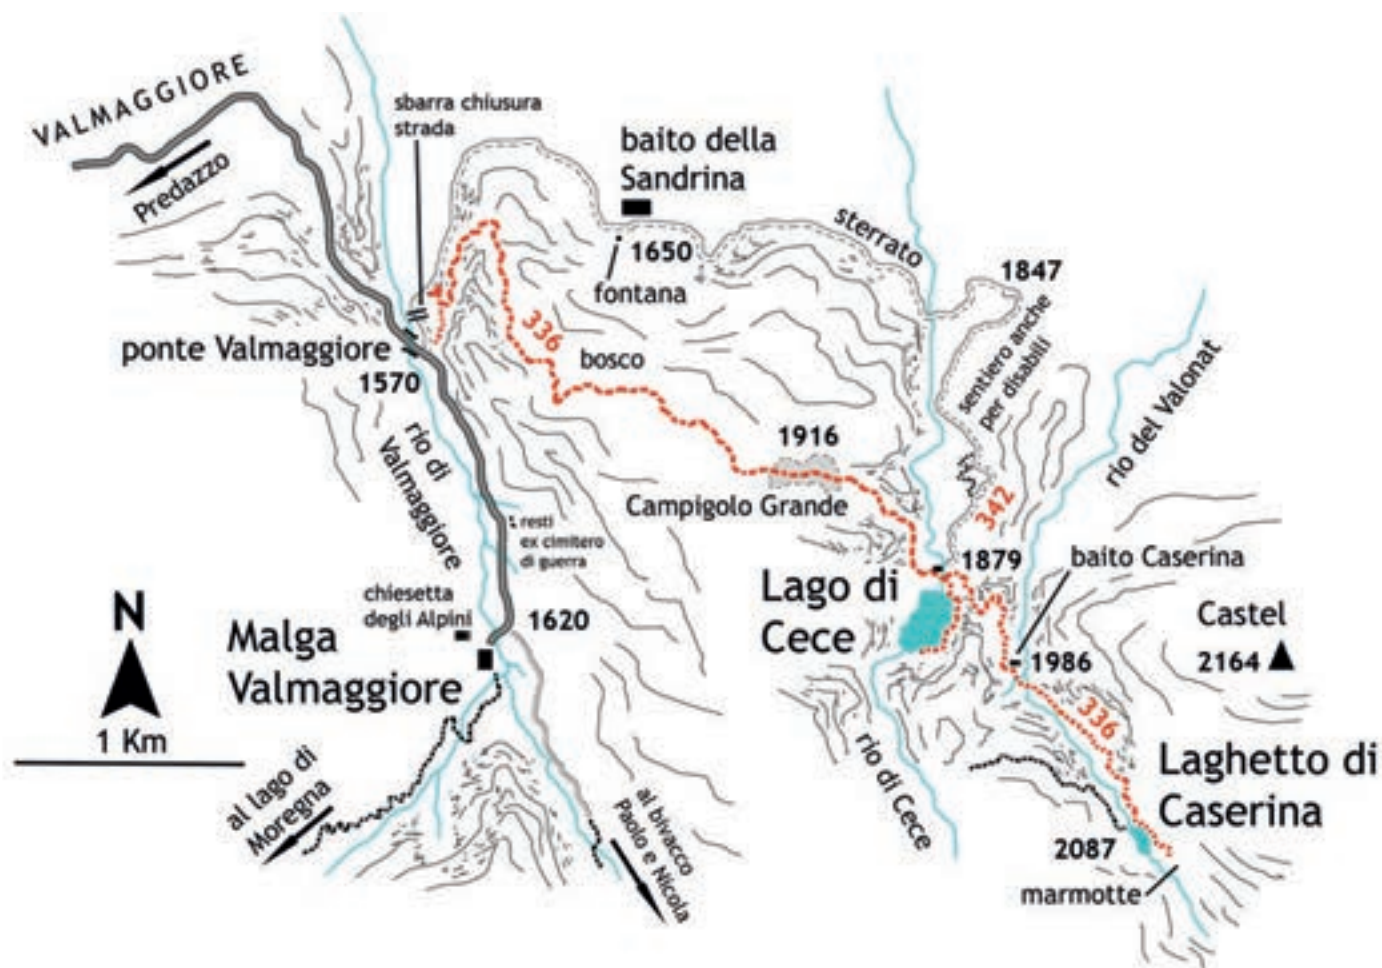 VALMAGGIORE
Predazzo
sbarra chiusura
strada
baito della
Sandrina
1650
fontana
sterrato
1847
sentiero anche
per disabili
rio del Valonat
ponte Valmaggiore
1570
336
bosco
rio di
Valmaggiore
1916
Campigolo Grande
342
resti
ex cimitero
di guerra
1879
baito Caserina
Lago di
Cece
chiesetta
degli Alpini
1620
Malga
Valmaggiore
N
1 Km
1986
Castel
2164
336
Laghetto di
Caserina
rio di Cece
al lago di
Moregna
al bivacco
Paolo e Nicola
2087
marmotte